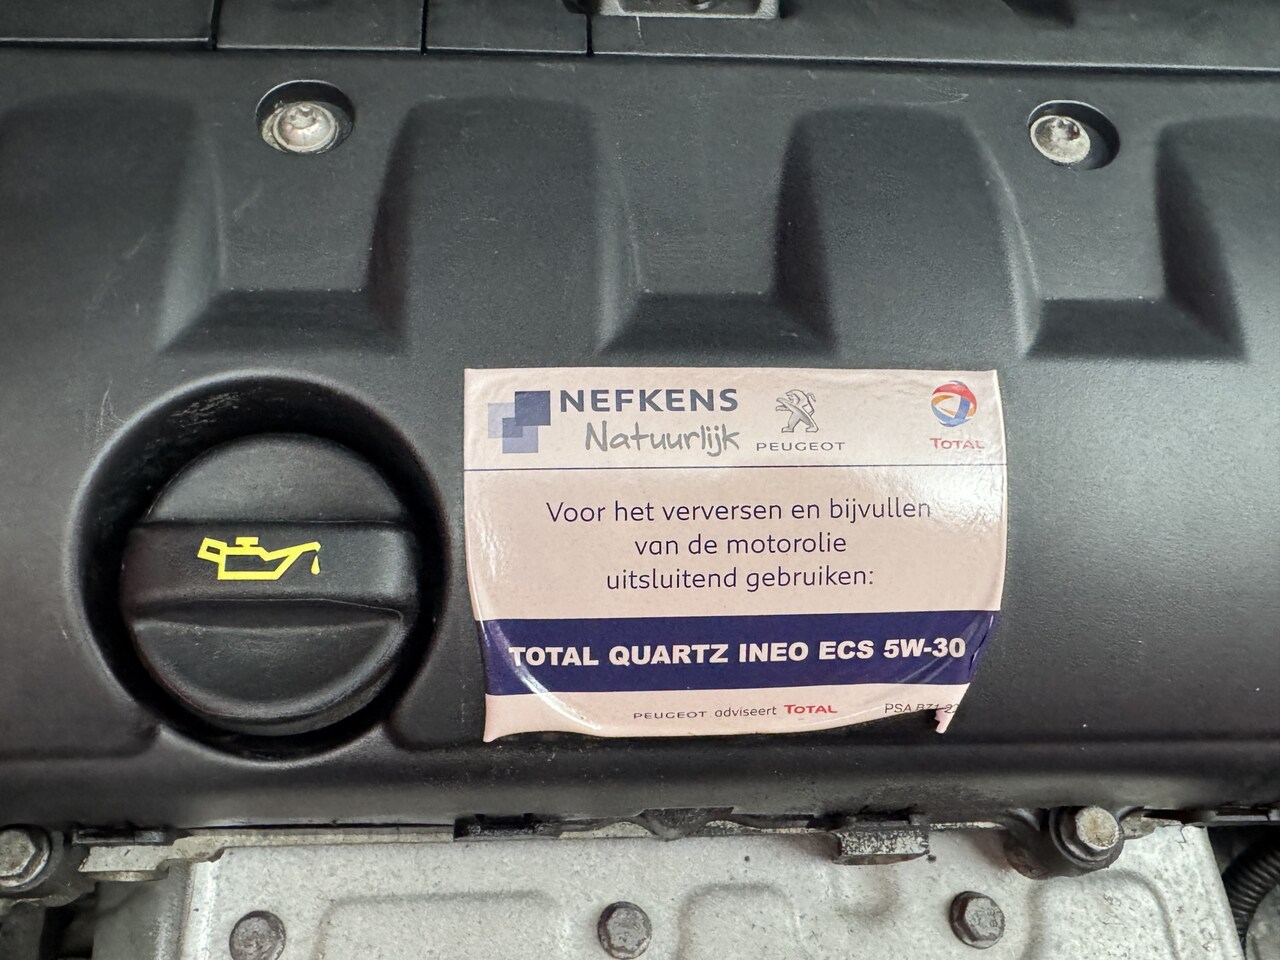 NEFKENS
Natuurlijk
PEUGEOT
TOTAL
Voor het verversen en bijvullen
van de motorolie
uitsluitend gebruiken:
TOTAL QUARTZ INEO ECS 5W-30
PEUGEOT adviseert TOTAL
PSA